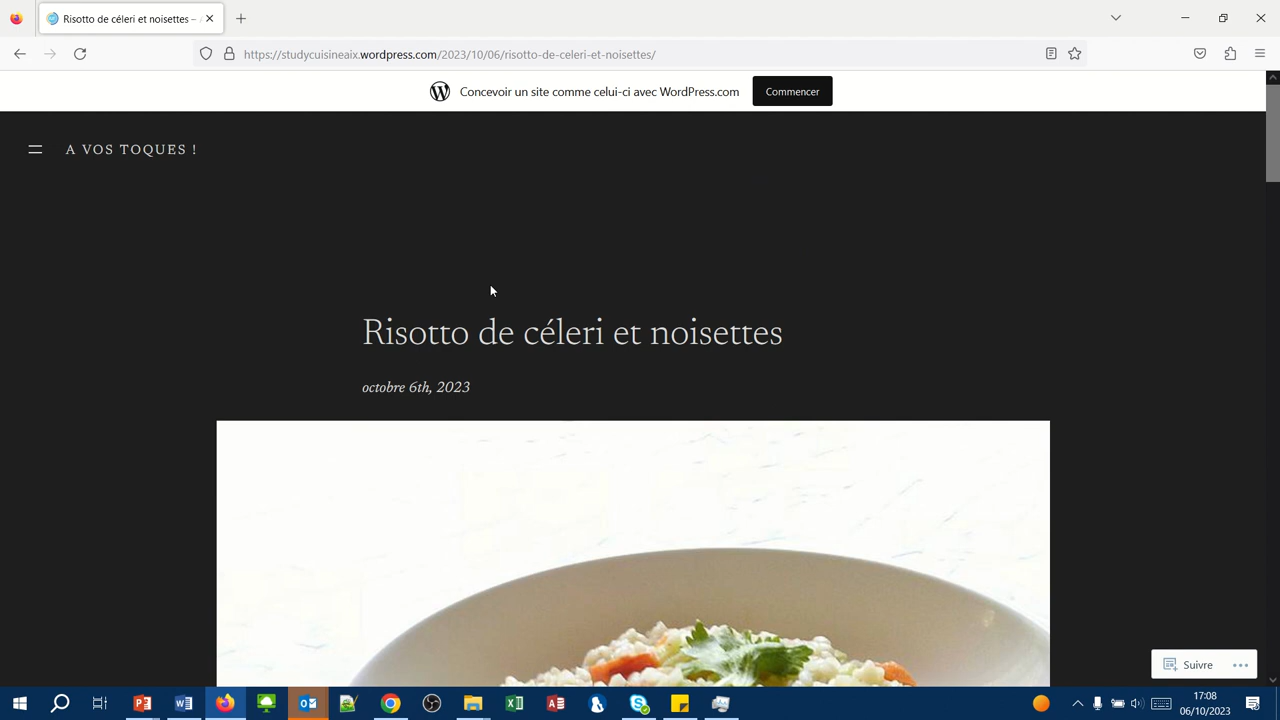 Risotto de céleri et noisettes –
https://studycuisineaix.wordpress.com/2023/10/06/risotto-de-celeri-et-noisettes/
Concevoir un site comme celui-ci avec WordPress.com
Commencer
A VOS TOQUES !
Risotto de céleri et noisettes
octobre 6th, 2023
Suivre
17:08
06/10/2023